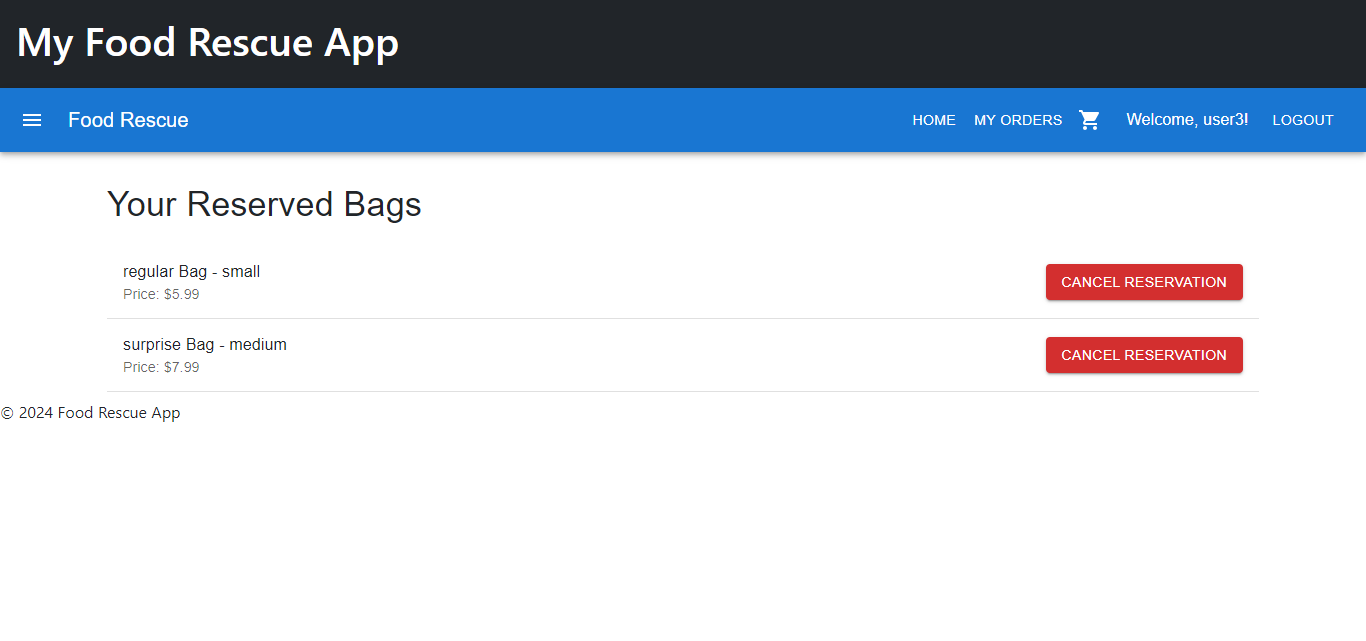 My Food Rescue App
Food Rescue
HOME MY ORDERS Welcome, user3! LOGOUT
Your Reserved Bags
regular Bag - small
Price: $5.99
CANCEL RESERVATION
surprise Bag - medium
Price: $7.99
CANCEL RESERVATION
© 2024 Food Rescue App